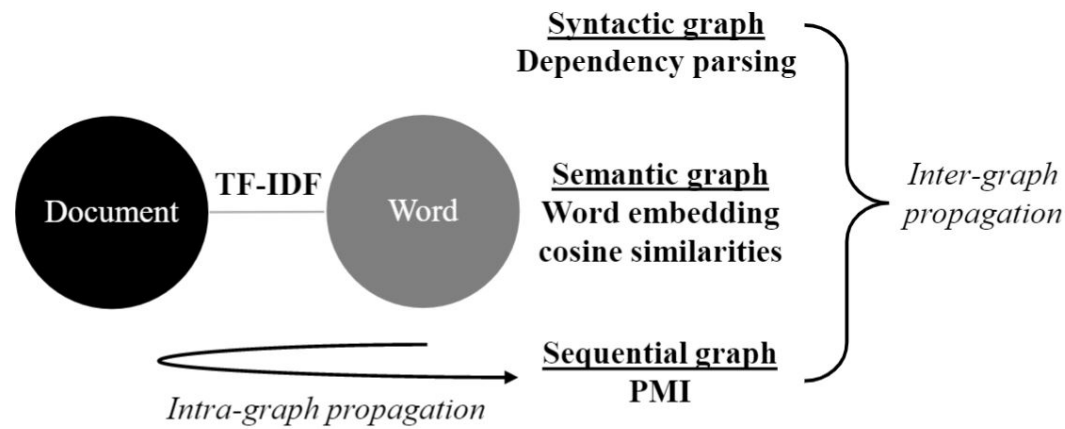 Syntactic graph
Dependency parsing
Document
TF-IDF
Word
Semantic graph
Word embedding
cosine similarities
Inter-graph
propagation
Sequential graph
PMI
Intra-graph propagation